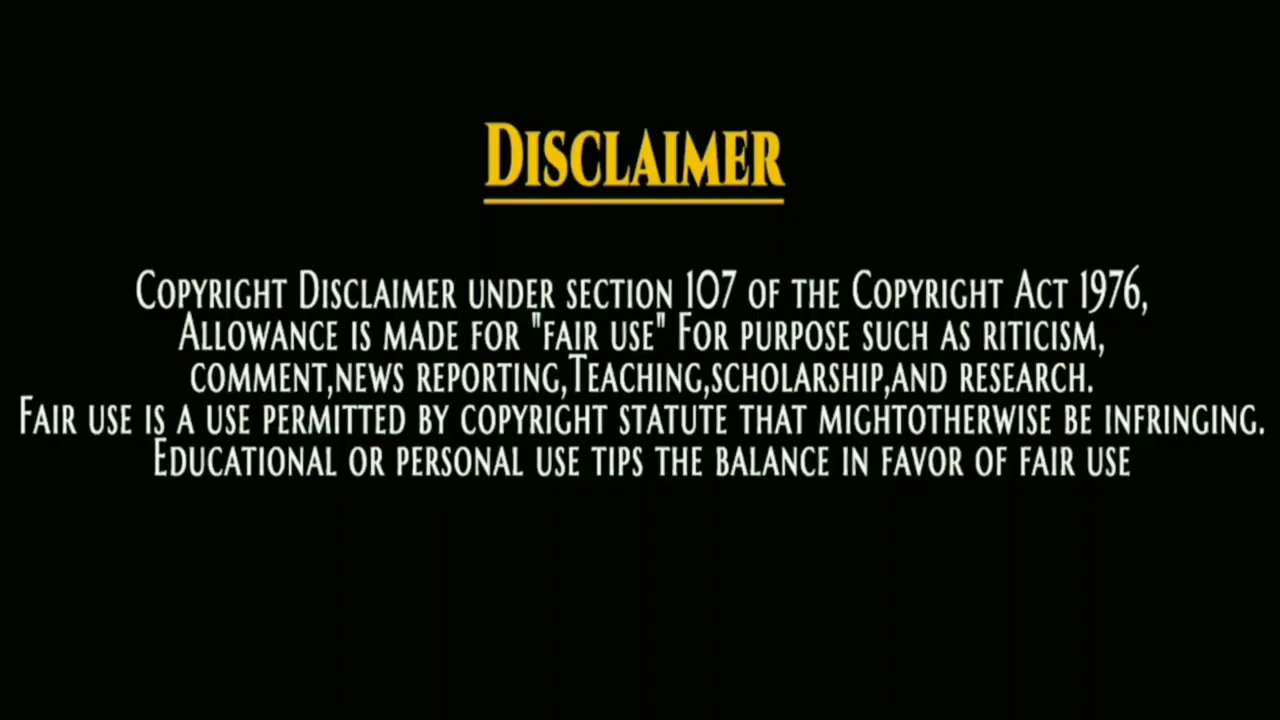 Disclaimer
Copyright Disclaimer under section 107 of the Copyright Act 1976,
Allowance is made for "fair use" For purpose such as riticism,
comment,news reporting,Teaching,scholarship,and research.
Fair use is a use permitted by copyright statute that mightotherwise be infringing.
Educational or personal use tips the balance in favor of fair use